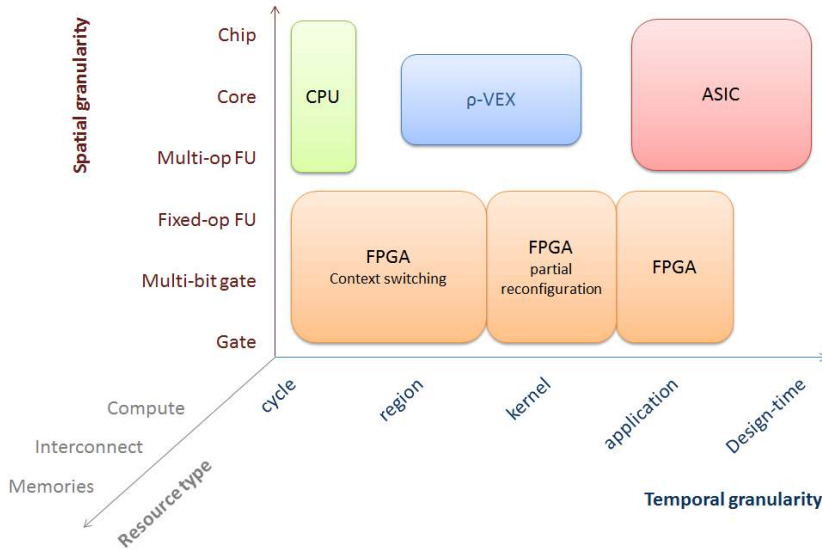 Spatial granularity
Chip
Core
Multi-op FU
Fixed-op FU
Multi-bit gate
Gate
CPU
ρ-VEX
ASIC
FPGA
Context switching
FPGA
partial
reconfiguration
FPGA
cycle
region
kernel
application
Design-time
Temporal granularity
Compute
Interconnect
Memories
Resource type